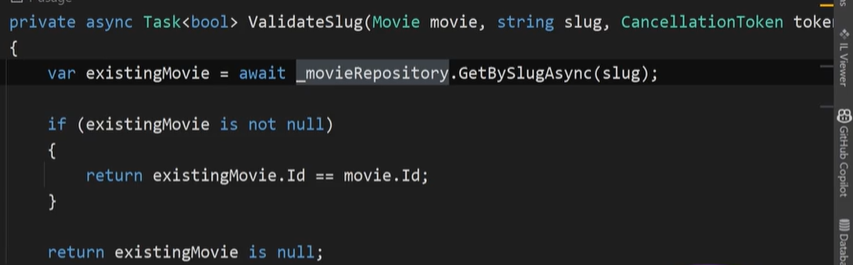 private async Task<bool> ValidateSlug(Movie movie, string slug, CancellationToken toke
{
    var existingMovie = await _movieRepository.GetBySlugAsync(slug);
    if (existingMovie is not null)
    {
        return existingMovie.Id == movie.Id;
    }
    return existingMovie is null;
IL Viewer
GitHub Copilot
Databa